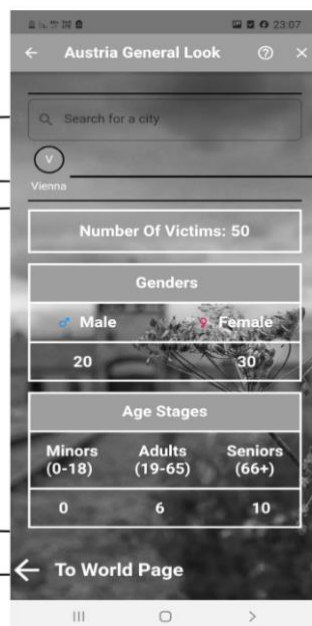 23:07
Austria General Look
Search for a city
V
Vienna
Number Of Victims: 50
Genders
Male Female
20 30
Age Stages
Minors Adults Seniors
(0-18) (19-65) (66+)
0 6 10
To World Page